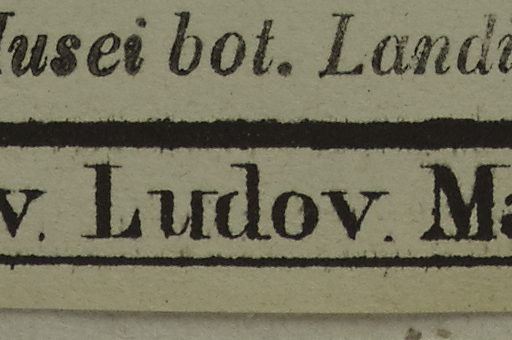 Musei bot. Landi
v. Ludov. Ma